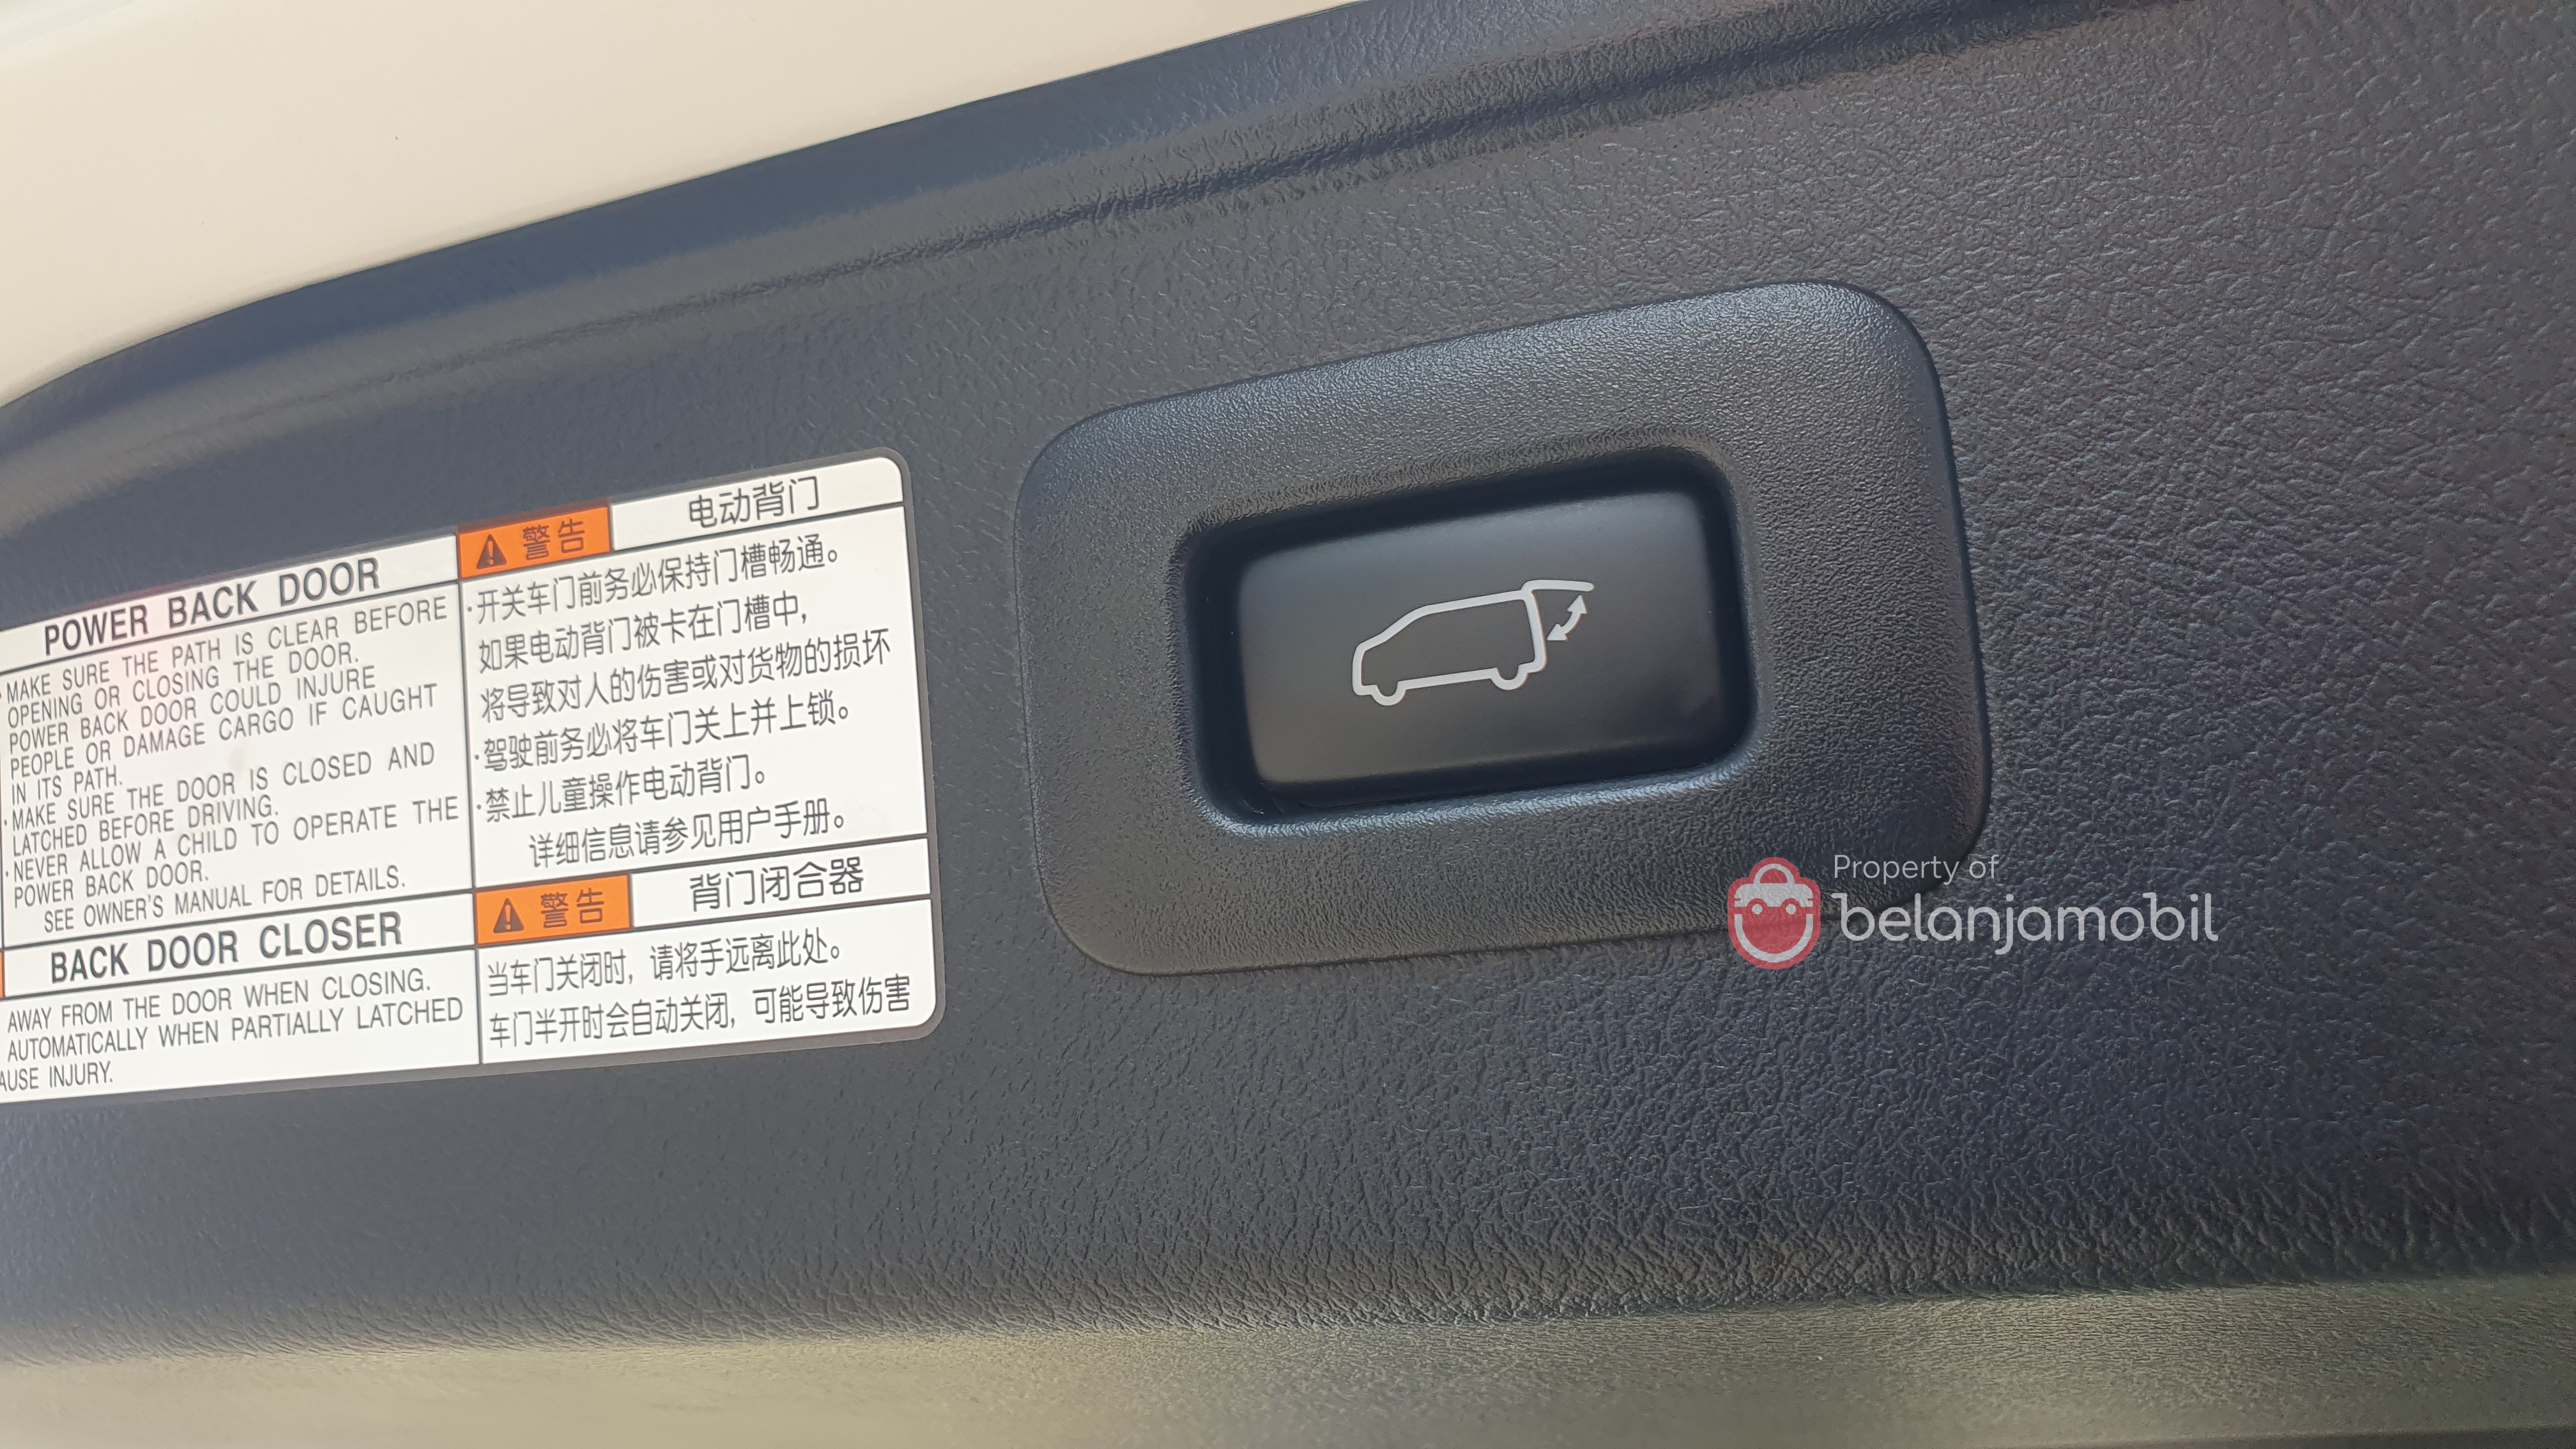 POWER BACK DOOR
·MAKE SURE THE PATH IS CLEAR BEFORE
OPENING OR CLOSING THE DOOR.
POWER BACK DOOR COULD INJURE
PEOPLE OR DAMAGE CARGO IF CAUGHT
IN ITS PATH.
·MAKE SURE THE DOOR IS CLOSED AND
LATCHED BEFORE DRIVING.
·NEVER ALLOW A CHILD TO OPERATE THE
POWER BACK DOOR.
SEE OWNER'S MANUAL FOR DETAILS.
BACK DOOR CLOSER
AWAY FROM THE DOOR WHEN CLOSING.
AUTOMATICALLY WHEN PARTIALLY LATCHED
AUSE INJURY.
警告 电动背门
·开关车门前务必保持门槽畅通。
如果电动背门被卡在门槽中,
将导致对人的伤害或对货物的损坏
·驾驶前务必将车门关上并上锁。
·禁止儿童操作电动背门。
详细信息请参见用户手册。
警告 背门闭合器
当车门关闭时, 请将手远离此处。
车门半开时会自动关闭, 可能导致伤害
Property of
belanjamobil